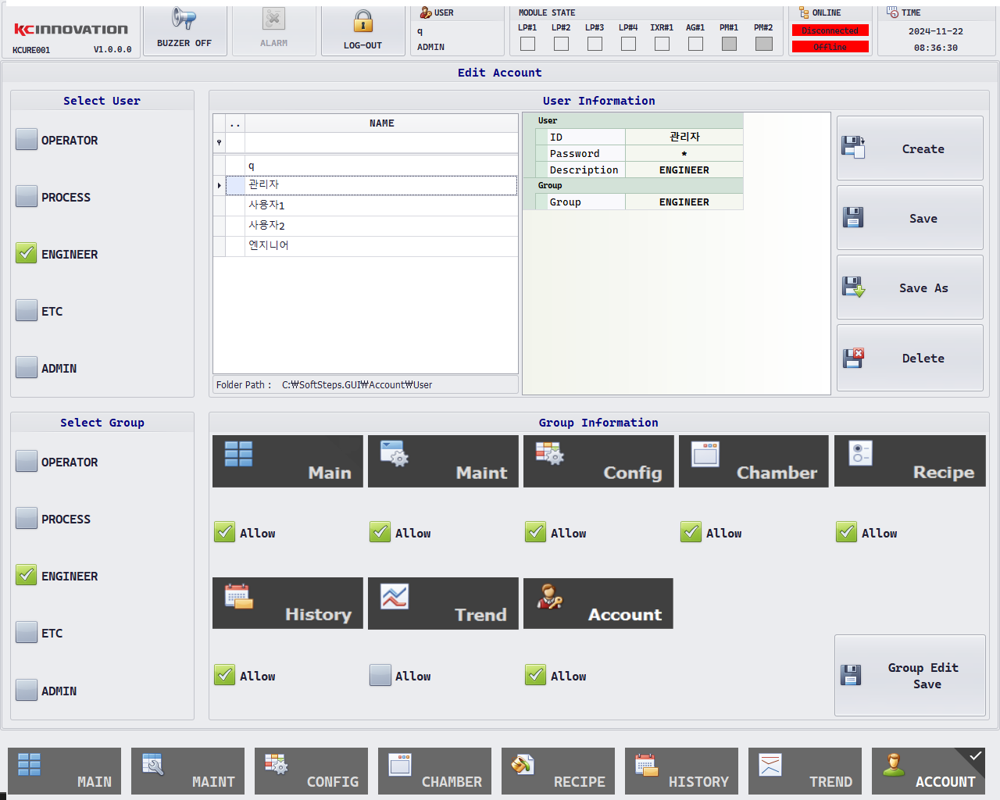 KCINNOVATION
KCURE001 V1.0.0.0
BUZZER OFF
ALARM
LOG-OUT
USER
q
ADMIN
MODULE STATE
LP#1 LP#2 LP#3 LP#4 IXR#1 AG#1 PM#1 PM#2
ONLINE
Disconnected
Offline
TIME
2024-11-22
08:36:30
Edit Account
Select User
OPERATOR
PROCESS
ENGINEER
ETC
ADMIN
User Information
.. NAME
q
관리자
사용자1
사용자2
엔지니어
Folder Path : C:₩SoftSteps.GUI₩Account₩User
User
ID 관리자
Password *
Description ENGINEER
Group
Group ENGINEER
Create
Save
Save As
Delete
Select Group
OPERATOR
PROCESS
ENGINEER
ETC
ADMIN
Group Information
Main Maint Config Chamber Recipe
Allow Allow Allow Allow Allow
History Trend Account
Allow Allow Allow
Group Edit
Save
MAIN MAINT CONFIG CHAMBER RECIPE HISTORY TREND ACCOUNT